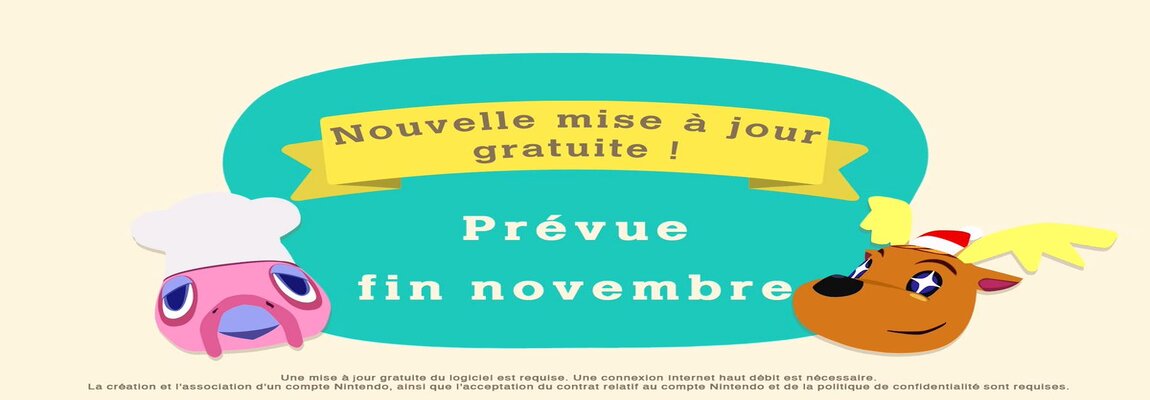 Nouvelle mise à jour
gratuite !
Prévue
fin novembre
Une mise à jour gratuite du logiciel est requise. Une connexion Internet haut débit est nécessaire.
La création et l'association d'un compte Nintendo, ainsi que l'acceptation du contrat relatif au compte Nintendo et de la politique de confidentialité sont requises.